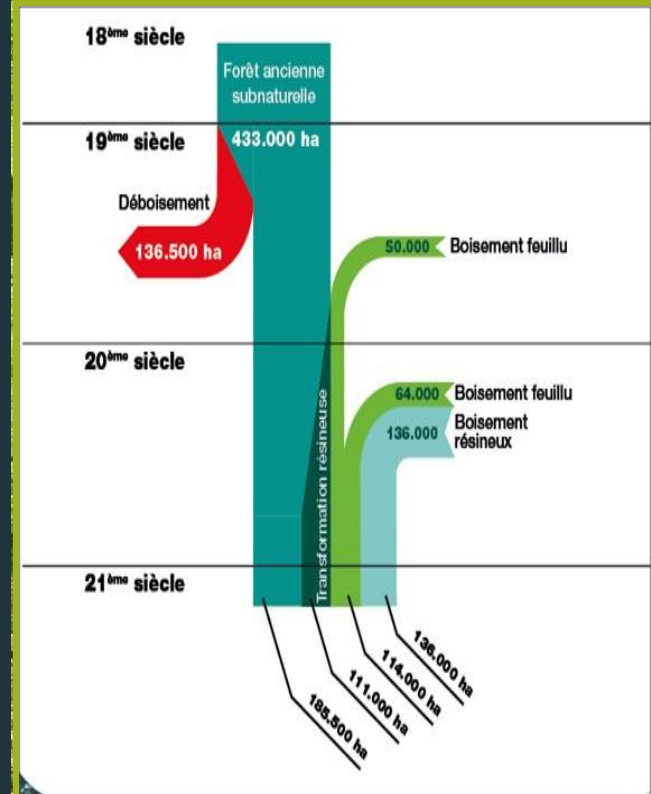 18ème siècle
Forêt ancienne
subnaturelle
19ème siècle
433.000 ha
Déboisement
136.500 ha
50.000
Boisement feuillu
20ème siècle
64.000
Boisement feuillu
136.000
Boisement
résineux
Transformation résineuse
21ème siècle
185.500 ha
111.000 ha
114.000 ha
136.000 ha